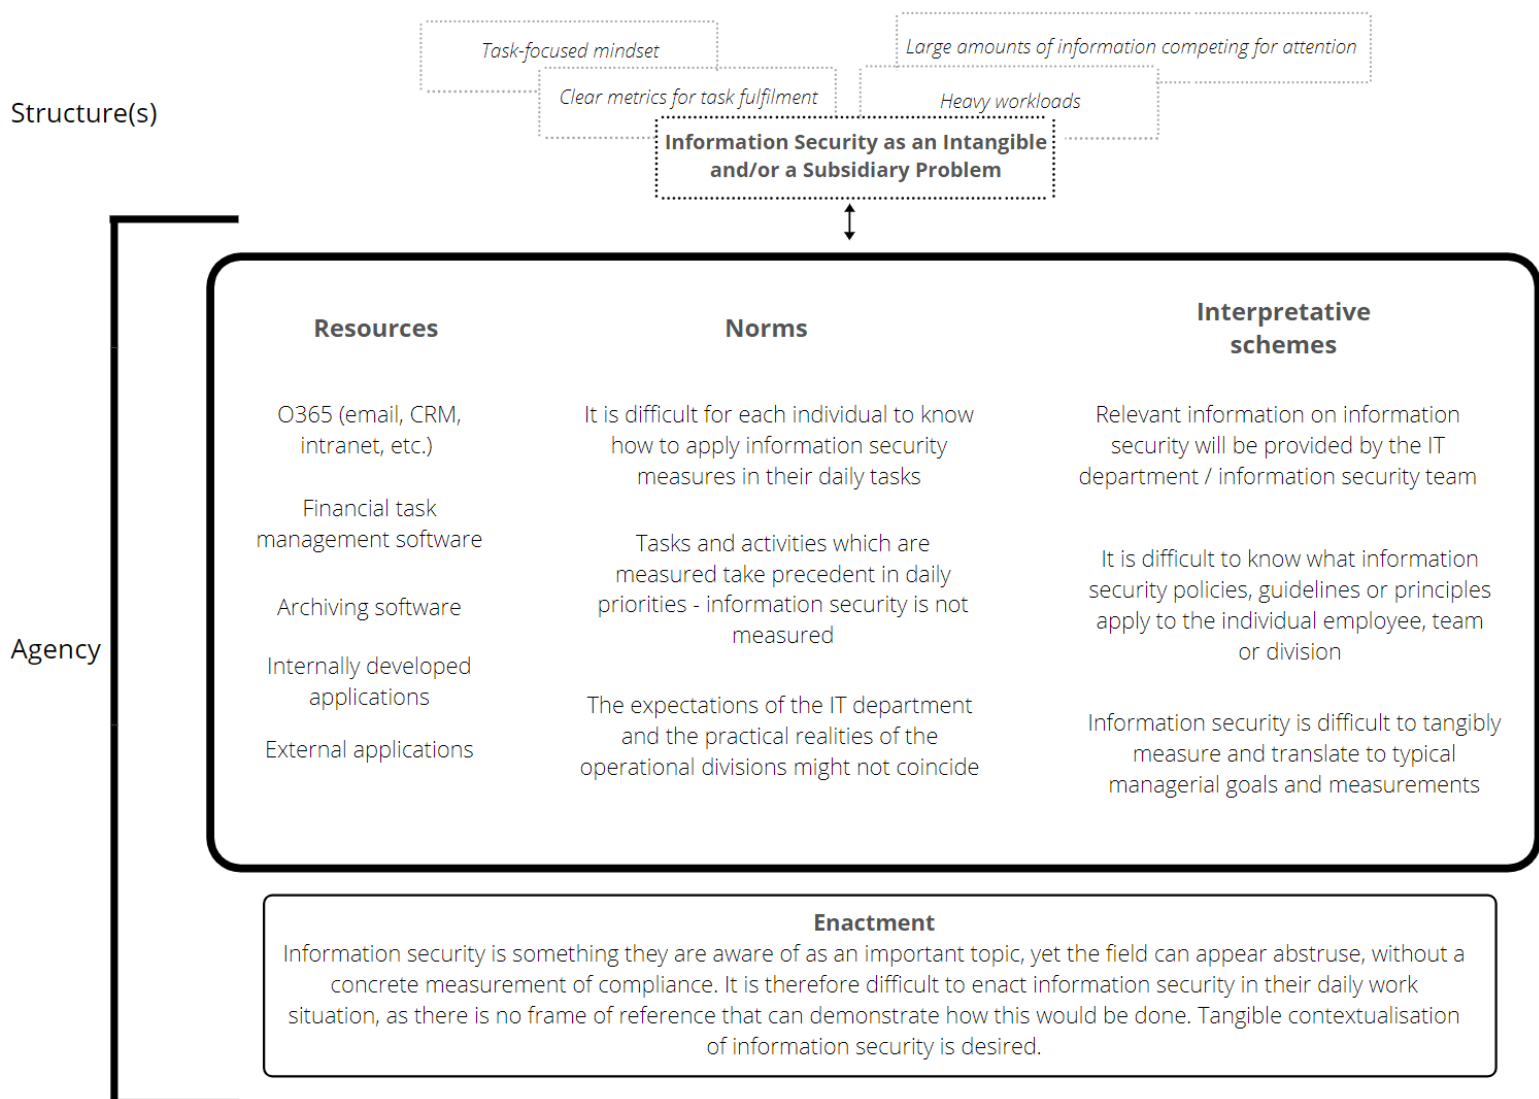 Task-focused mindset
Large amounts of information competing for attention
Clear metrics for task fulfilment
Heavy workloads
Structure(s)
Information Security as an Intangible
and/or a Subsidiary Problem
Agency
Resources
O365 (email, CRM,
intranet, etc.)
Financial task
management software
Archiving software
Internally developed
applications
External applications
Norms
It is difficult for each individual to know
how to apply information security
measures in their daily tasks
Tasks and activities which are
measured take precedent in daily
priorities - information security is not
measured
The expectations of the IT department
and the practical realities of the
operational divisions might not coincide
Interpretative
schemes
Relevant information on information
security will be provided by the IT
department / information security team
It is difficult to know what information
security policies, guidelines or principles
apply to the individual employee, team
or division
Information security is difficult to tangibly
measure and translate to typical
managerial goals and measurements
Enactment
Information security is something they are aware of as an important topic, yet the field can appear abstruse, without a
concrete measurement of compliance. It is therefore difficult to enact information security in their daily work
situation, as there is no frame of reference that can demonstrate how this would be done. Tangible contextualisation
of information security is desired.